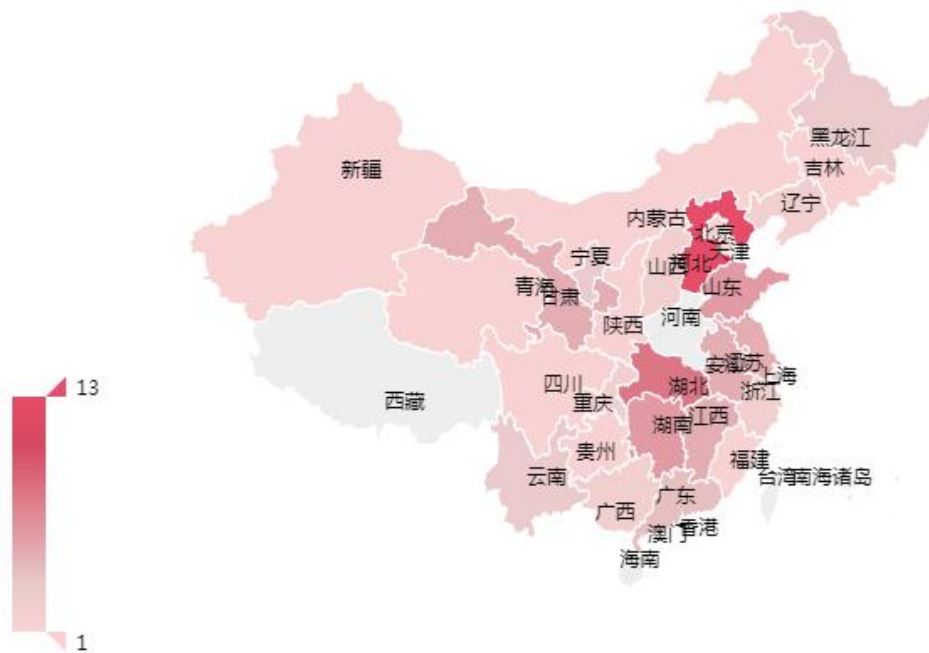 黑龙江
新疆
吉林
辽宁
内蒙古
北京
天津
宁夏
山西
河北
青海
甘肃
山东
陕西
河南
安徽
江苏
上海
四川
湖北
浙江
13
西藏
重庆
湖南
江西
贵州
福建
云南
台湾
南海诸岛
广东
广西
澳门
香港
海南
1